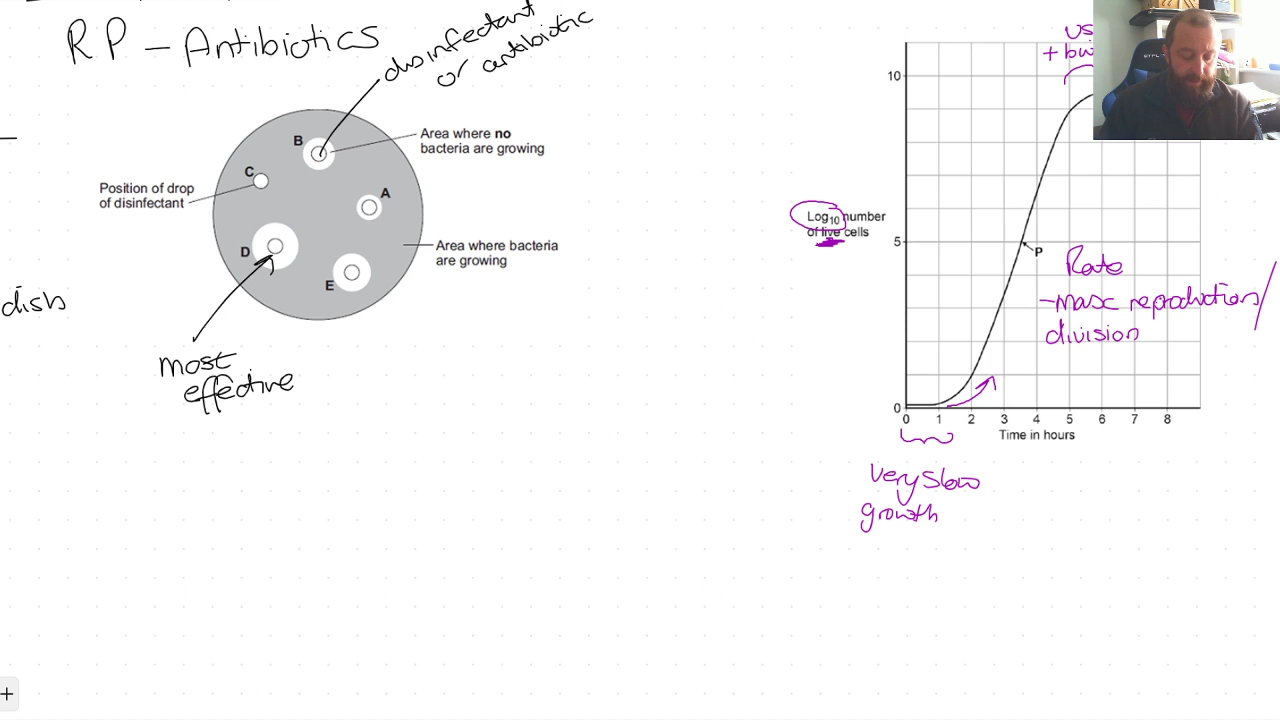 RP – Antibiotics
disinfectant
or antibiotic
B
Area where no
bacteria are growing
C
A
Position of drop
of disinfectant
D
Area where bacteria
are growing
E
dish
most
effective
+
10
Log10 number
of live cells
5
P
Rate
-max reproduction/
division
0
0 1 2 3 4 5 6 7 8
Time in hours
very slow
growth